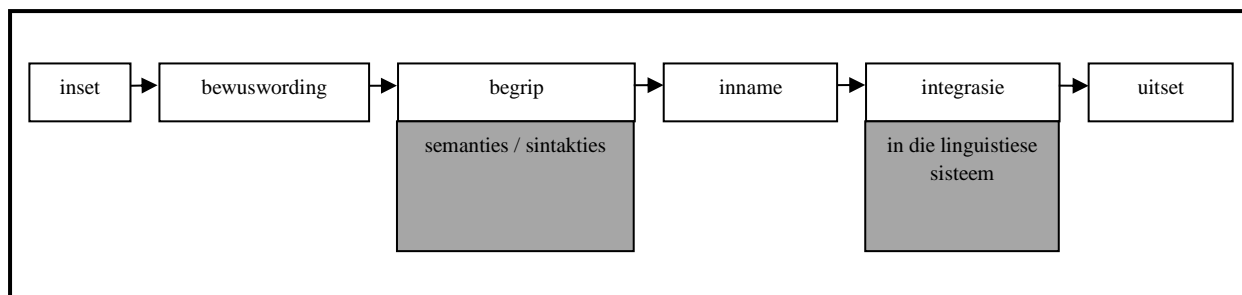 inset
bewuswording
begrip
inname
integrasie
uitset
semanties / sintakties
in die linguistiese
sisteem